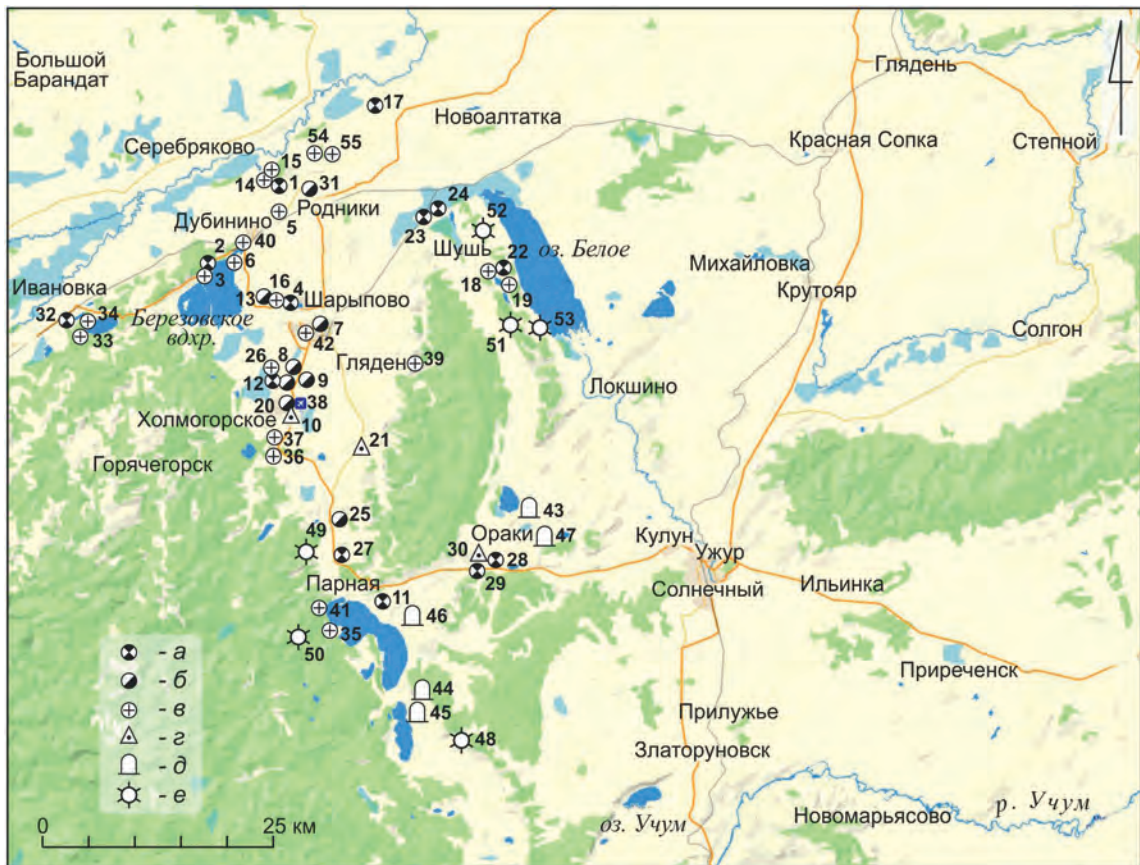 Большой
Барандат
Глядень
17
Новоалтатка
Красная Сопка
Степной
Серебряково
54
55
15
14
1
31
Родники
5
Дубинино
24
23
52
Шушь
оз. Белое
22
18
19
40
2
6
3
Михайловка
Крутояр
Ивановка
13
16
4
Шарыпово
32
34
33
Березовское
вдхр.
7
42
51
53
Солгон
26
8
Гляден
39
12
9
Локшино
20
38
Холмогорское
10
37
21
36
Горячегорск
25
43
49
Ораки
47
Кулун
Ужур
27
30
28
29
Солнечный
Ильинка
Парная
11
41
46
35
50
Приреченск
44
45
Прилужье
48
Златоруновск
- а
- б
- в
- г
- д
- е
0
25 км
оз. Учум
Новомарьясово
р. Учум